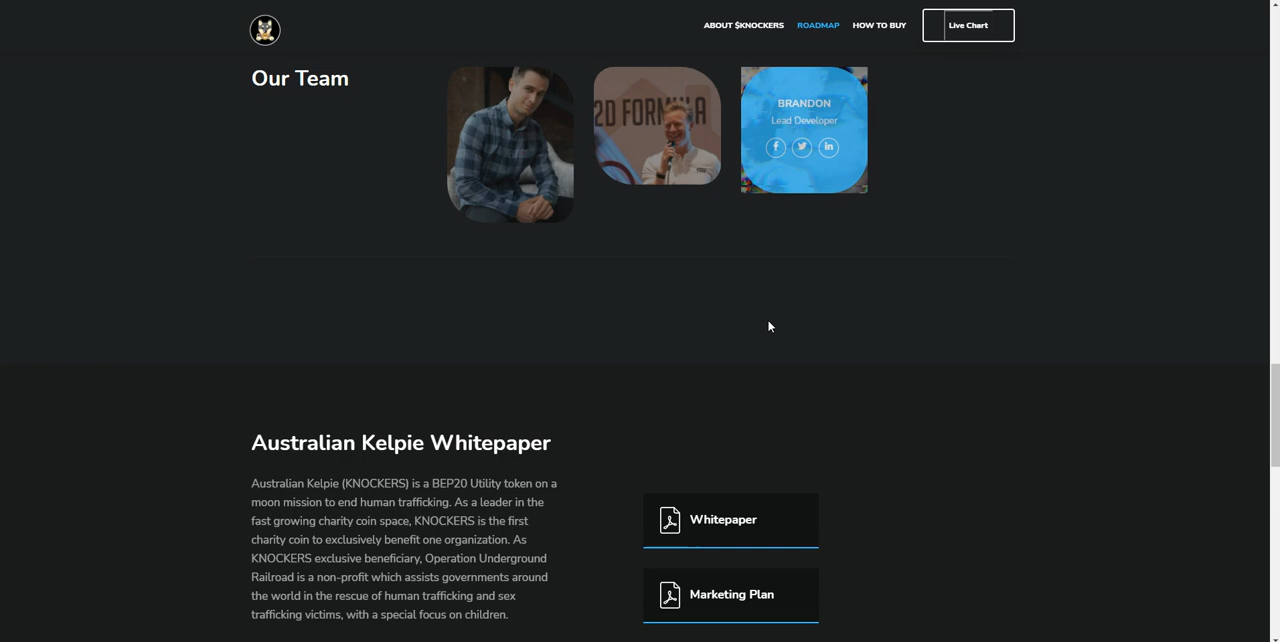 ABOUT $KNOCKERS
ROADMAP
HOW TO BUY
Live Chart
Our Team
2D FORMULA
BRANDON
Lead Developer
Australian Kelpie Whitepaper
Australian Kelpie (KNOCKERS) is a BEP20 Utility token on a
moon mission to end human trafficking. As a leader in the
fast growing charity coin space, KNOCKERS is the first
charity coin to exclusively benefit one organization. As
KNOCKERS exclusive beneficiary, Operation Underground
Railroad is a non-profit which assists governments around
the world in the rescue of human trafficking and sex
trafficking victims, with a special focus on children.
Whitepaper
Marketing Plan